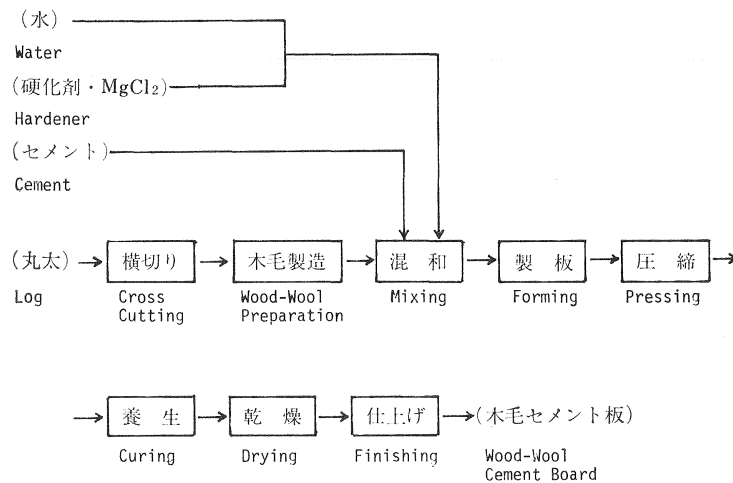 (水)
Water
(硬化剤・MgCl₂)
Hardener
(セメント)
Cement
(丸太) 横切り 木毛製造 混 和 製 板 圧 締
Log Cross Cutting Wood-Wool Preparation Mixing Forming Pressing
養 生 乾 燥 仕上げ (木毛セメント板)
Curing Drying Finishing Wood-Wool Cement Board